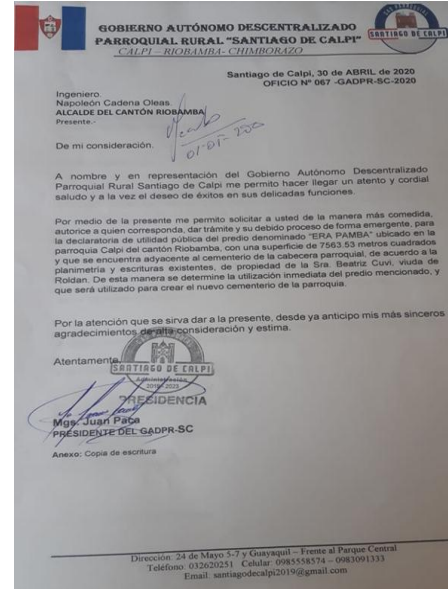 GOBIERNO AUTÓNOMO DESCENTRALIZADO
PARROQUIAL RURAL "SANTIAGO DE CALPI"
CALPI – RIOBAMBA - CHIMBORAZO
SANTIAGO DE CALPI
Santiago de Calpi, 30 de ABRIL de 2020
OFICIO Nº 067 -GADPR-SC-2020
Ingeniero.
Napoleón Cadena Oleas.
ALCALDE DEL CANTÓN RIOBAMBA
Presente.-
De mi consideración.
A nombre y en representación del Gobierno Autónomo Descentralizado
Parroquial Rural Santiago de Calpi me permito hacer llegar un atento y cordial
saludo y a la vez el deseo de éxitos en sus delicadas funciones.
Por medio de la presente me permito solicitar a usted de la manera más comedida,
autorice a quien corresponda, dar trámite y su debido proceso de forma emergente, para
la declaratoria de utilidad pública del predio denominado "ERA PAMBA" ubicado en la
parroquia Calpi del cantón Riobamba, con una superficie de 7563.53 metros cuadrados
y que se encuentra adyacente al cementerio de la cabecera parroquial, de acuerdo a la
planimetría y escrituras existentes, de propiedad de la Sra. Beatriz Cuvi, viuda de
Roldan. De esta manera se determine la utilización inmediata del predio mencionado, y
que será utilizado para crear el nuevo cementerio de la parroquia.
Por la atención que se sirva dar a la presente, desde ya anticipo mis más sinceros
agradecimientos de alta consideración y estima.
Atentamente,
SANTIAGO DE CALPI
Administración
2019 - 2023
PRESIDENCIA
Mgs. Juan Paca
PRESIDENTE DEL GADPR-SC
Anexo: Copia de escritura
Dirección: 24 de Mayo 5-7 y Guayaquil – Frente al Parque Central
Teléfono: 032620251 Celular: 0985558574 – 0983091333
Email: santiagodecalpi2019@gmail.com